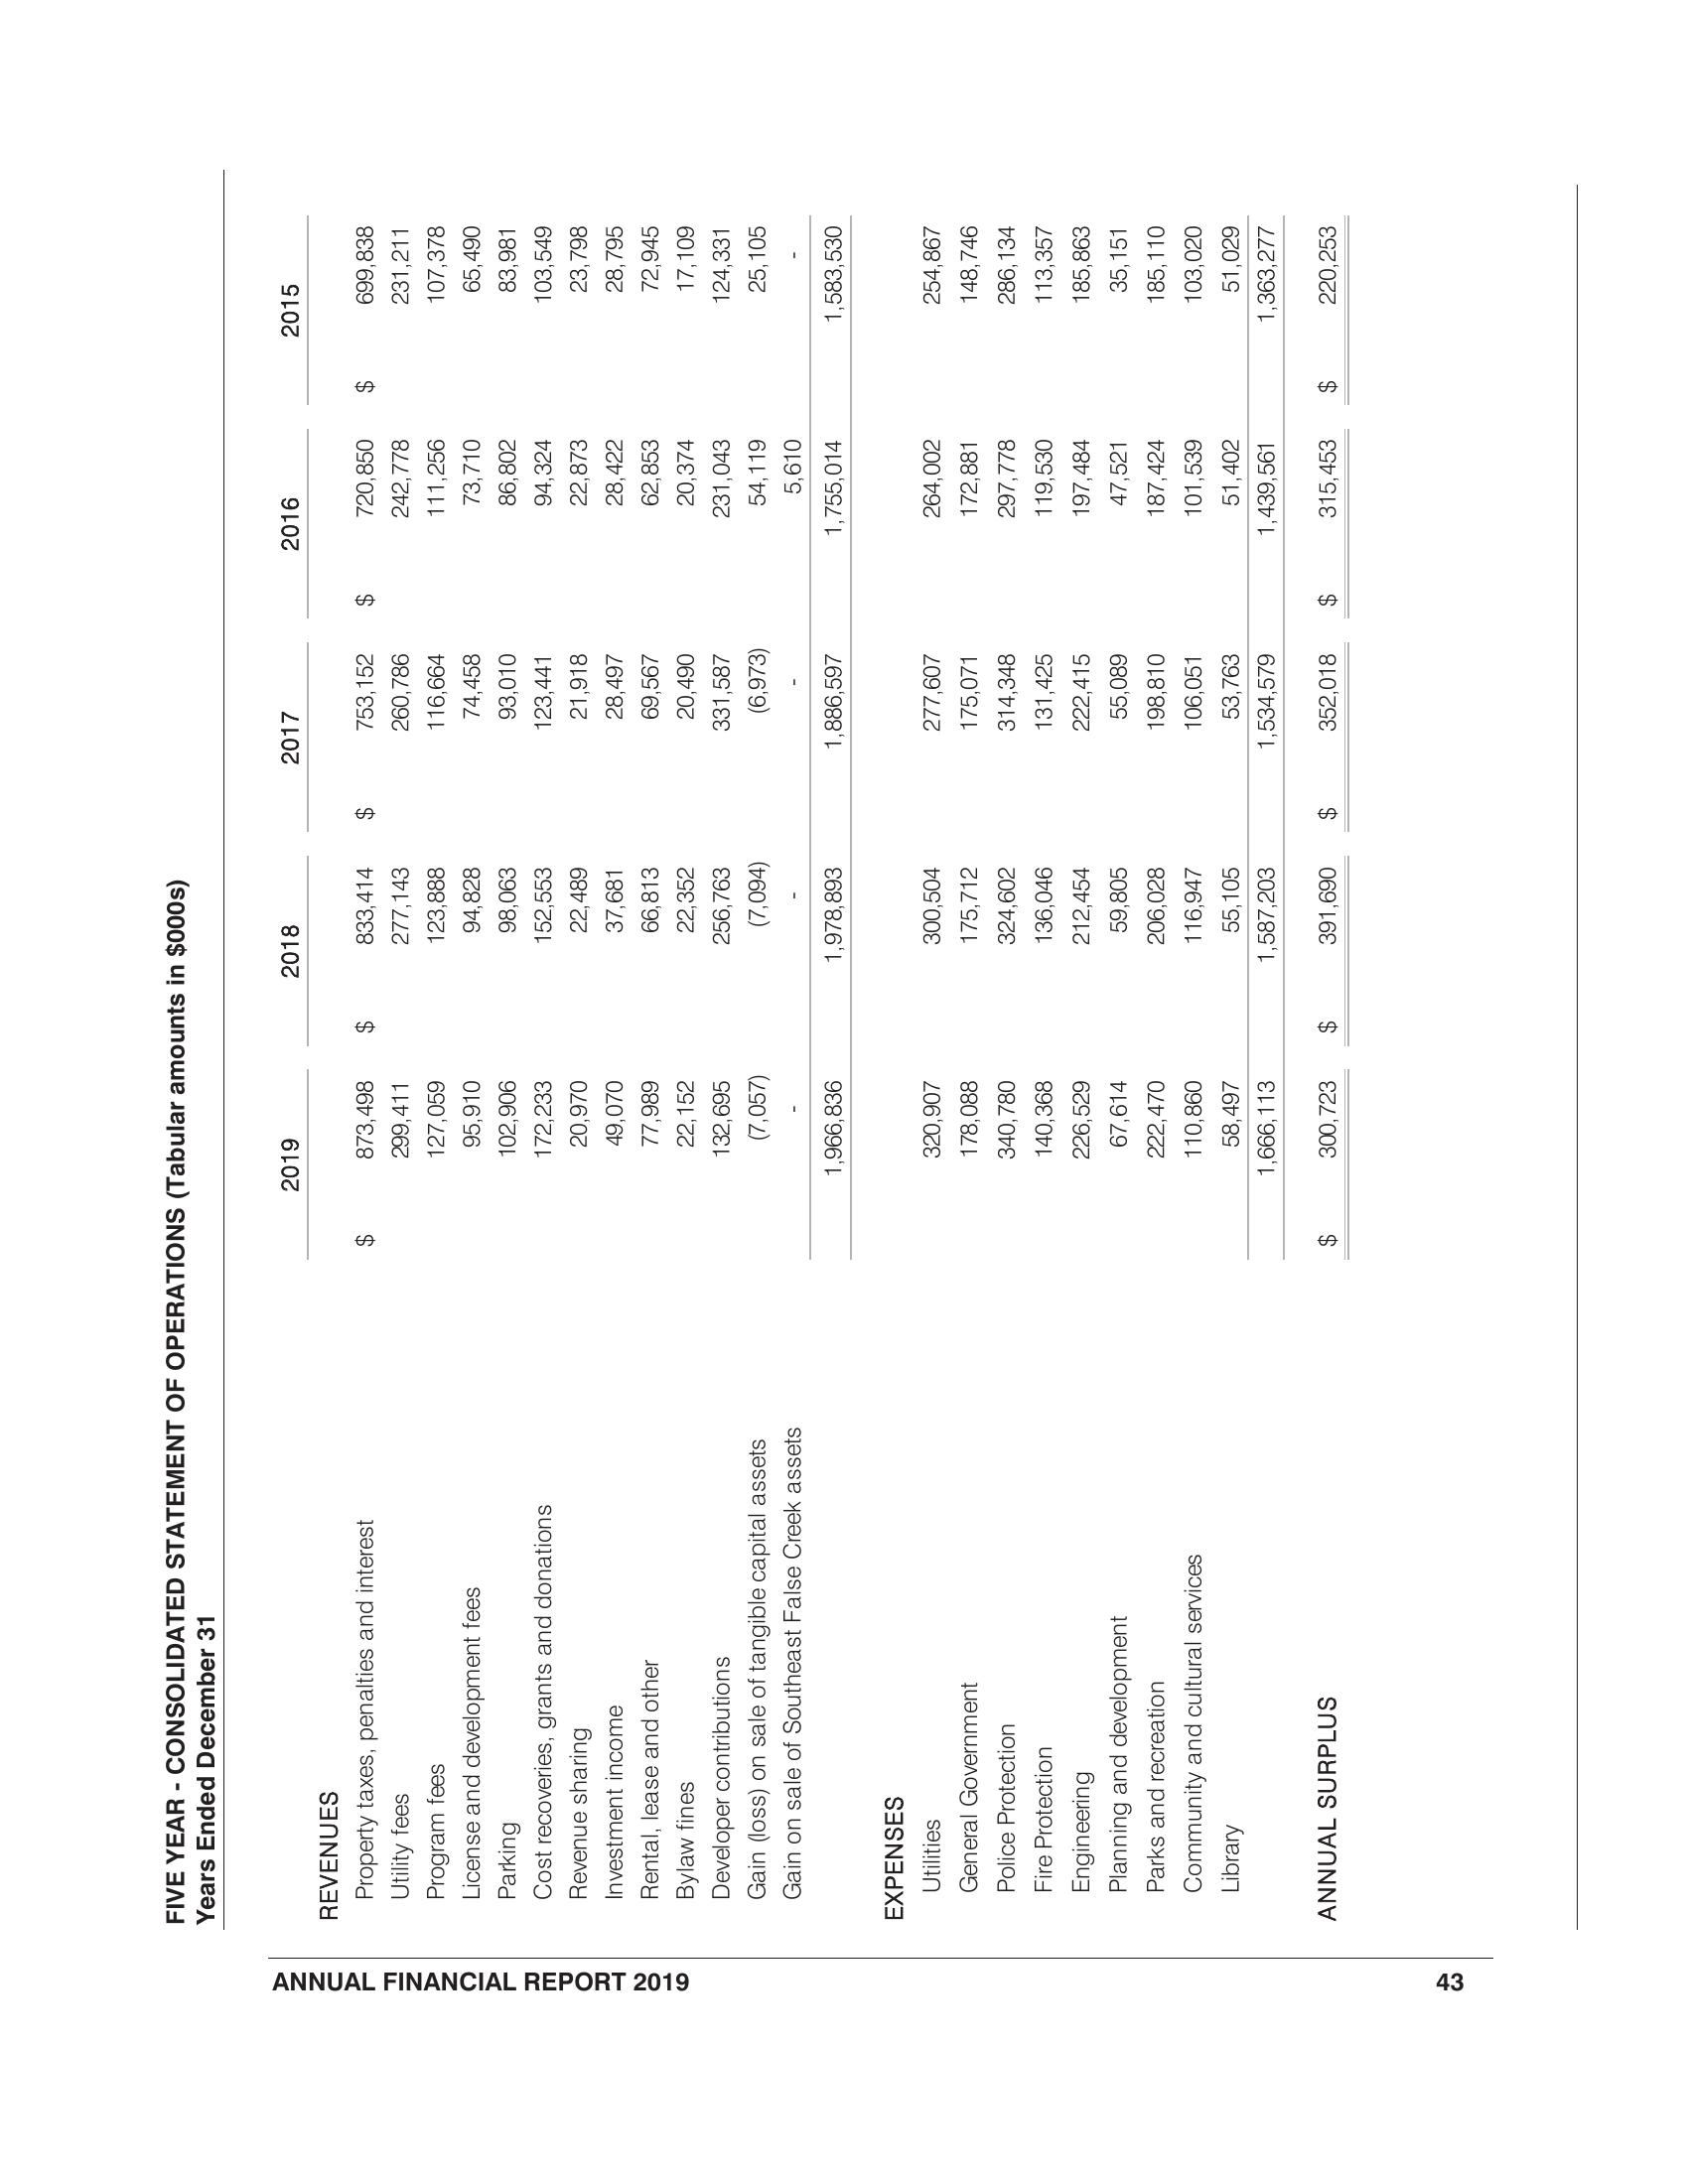 FIVE YEAR - CONSOLIDATED STATEMENT OF OPERATIONS (Tabular amounts in $000s)
Years Ended December 31
2019 2018 2017 2016 2015
REVENUES
Property taxes, penalties and interest $ 873,498 $ 833,414 $ 753,152 $ 720,850 $ 699,838
Utility fees 299,411 277,143 260,786 242,778 231,211
Program fees 127,059 123,888 116,664 111,256 107,378
License and development fees 95,910 94,828 74,458 73,710 65,490
Parking 102,906 98,063 93,010 86,802 83,981
Cost recoveries, grants and donations 172,233 152,553 123,441 94,324 103,549
Revenue sharing 20,970 22,489 21,918 22,873 23,798
Investment income 49,070 37,681 28,497 28,422 28,795
Rental, lease and other 77,989 66,813 69,567 62,853 72,945
Bylaw fines 22,152 22,352 20,490 20,374 17,109
Developer contributions 132,695 256,763 331,587 231,043 124,331
Gain (loss) on sale of tangible capital assets (7,057) (7,094) (6,973) 54,119 25,105
Gain on sale of Southeast False Creek assets - - - 5,610 -
1,966,836 1,978,893 1,886,597 1,755,014 1,583,530
EXPENSES
Utilities 320,907 300,504 277,607 264,002 254,867
General Government 178,088 175,712 175,071 172,881 148,746
Police Protection 340,780 324,602 314,348 297,778 286,134
Fire Protection 140,368 136,046 131,425 119,530 113,357
Engineering 226,529 212,454 222,415 197,484 185,863
Planning and development 67,614 59,805 55,089 47,521 35,151
Parks and recreation 222,470 206,028 198,810 187,424 185,110
Community and cultural services 110,860 116,947 106,051 101,539 103,020
Library 58,497 55,105 53,763 51,402 51,029
1,666,113 1,587,203 1,534,579 1,439,561 1,363,277
ANNUAL SURPLUS $ 300,723 $ 391,690 $ 352,018 $ 315,453 $ 220,253
ANNUAL FINANCIAL REPORT 2019 43